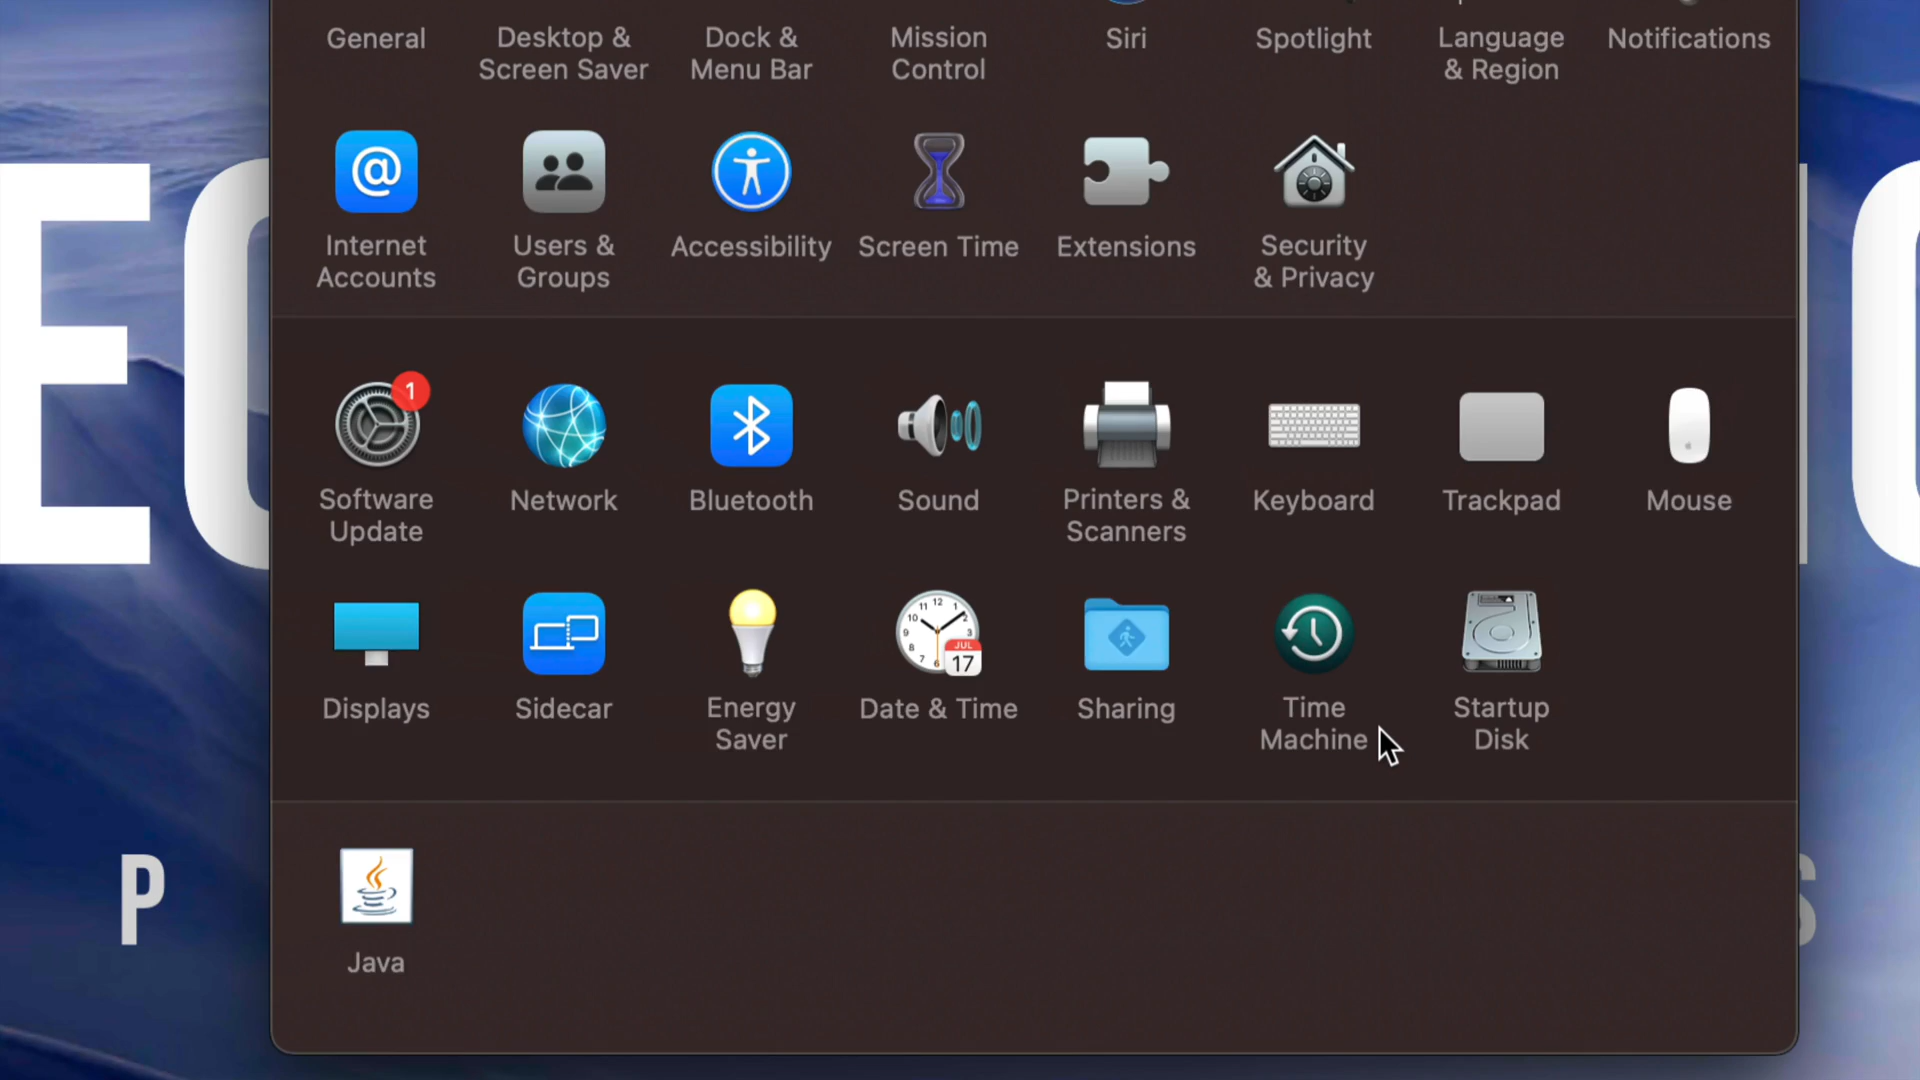 General
Desktop &
Screen Saver
Dock &
Menu Bar
Mission
Control
Siri
Spotlight
Language
& Region
Notifications
Internet
Accounts
Users &
Groups
Accessibility
Screen Time
Extensions
Security
& Privacy
1
Software
Update
Network
Bluetooth
Sound
Printers &
Scanners
Keyboard
Trackpad
Mouse
JUL
17
Displays
Sidecar
Energy
Saver
Date & Time
Sharing
Time
Machine
Startup
Disk
Java
P
S